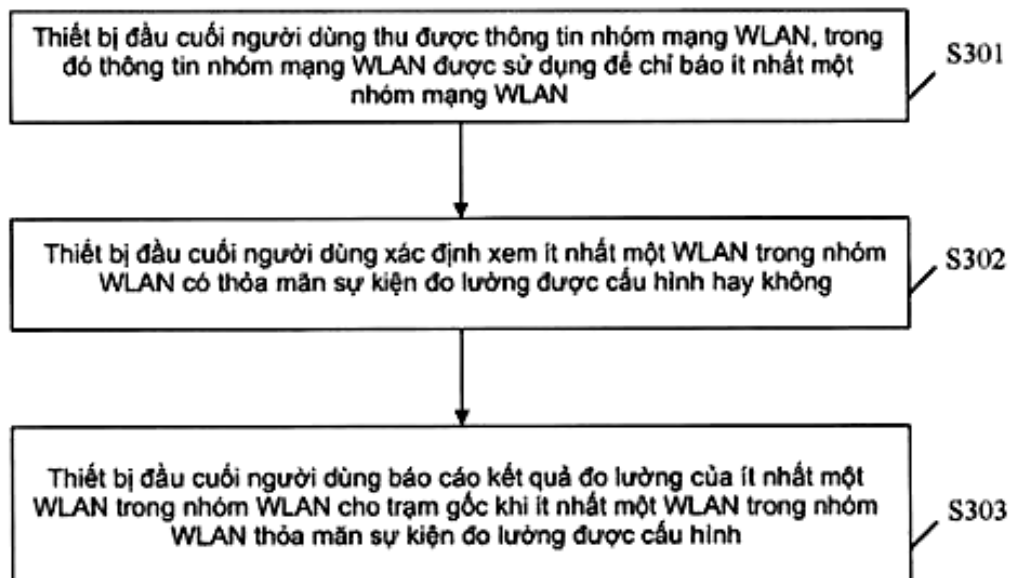 Thiết bị đầu cuối người dùng thu được thông tin nhóm mạng WLAN, trong
đó thông tin nhóm mạng WLAN được sử dụng để chỉ báo ít nhất một
nhóm mạng WLAN
S301
Thiết bị đầu cuối người dùng xác định xem ít nhất một WLAN trong nhóm
WLAN có thỏa mãn sự kiện đo lường được cấu hình hay không
S302
Thiết bị đầu cuối người dùng báo cáo kết quả đo lường của ít nhất một
WLAN trong nhóm WLAN cho trạm gốc khi ít nhất một WLAN trong nhóm
WLAN thỏa mãn sự kiện đo lường được cấu hình
S303